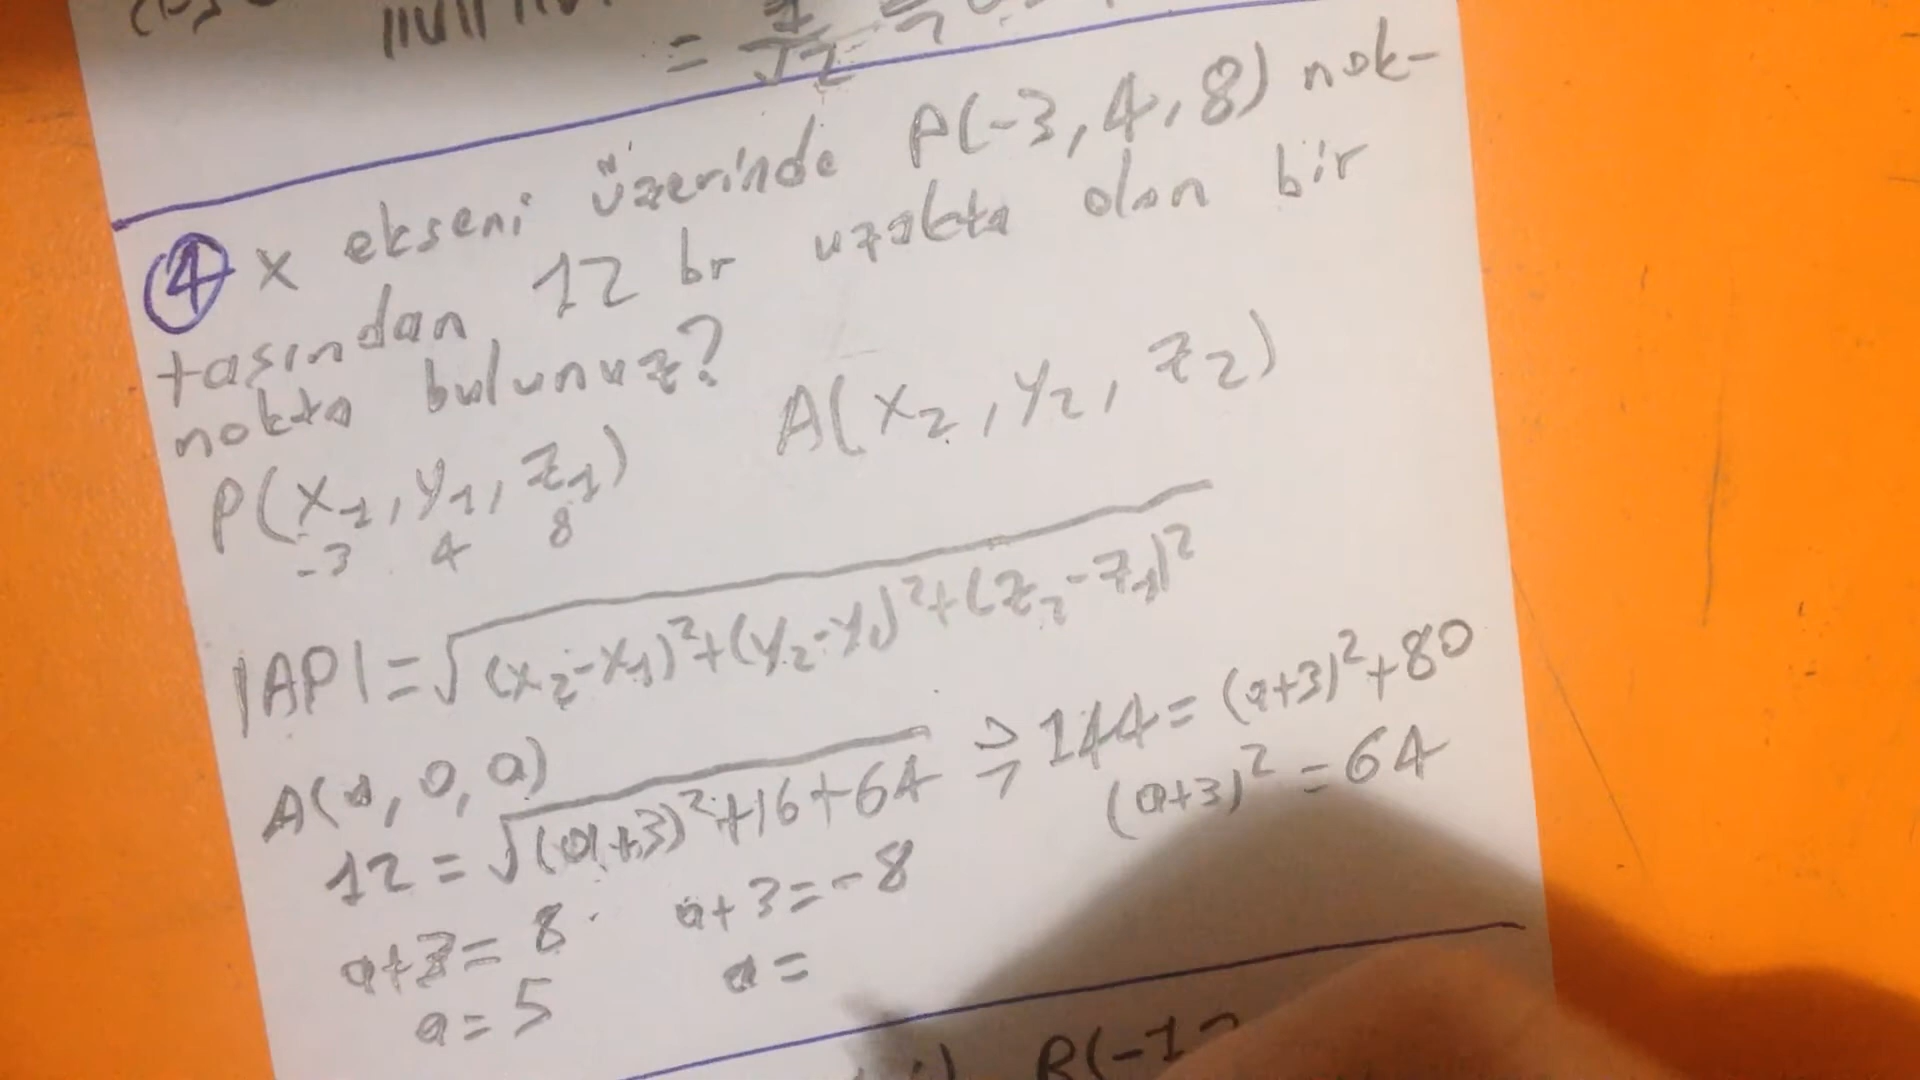 ④ x ekseni üzerinde P(-3, 4, 8) nok-
tasından 12 br uzakta olan bir
nokta bulunuz?
P(x₁, y₁, z₁) A(x₂, y₂, z₂)
-3 4 8
|AP| = √((x₂-x₁)²+(y₂-y₁)²+(z₂-z₁)²)
A(a, 0, 0)
12 = √((a+3)²+16+64) ⇒ 144 = (a+3)²+80
(a+3)² = 64
a+3 = 8 a+3 = -8
a = 5 a =